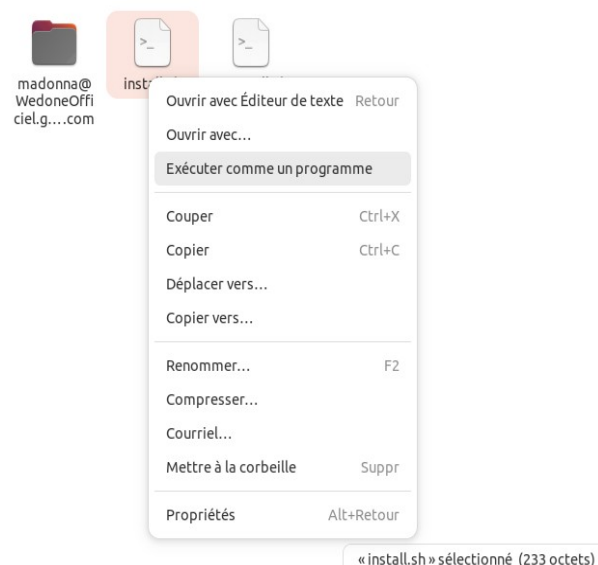 madonna@
WedoneOffi
ciel.g….com
Ouvrir avec Éditeur de texte Retour
Ouvrir avec…
Exécuter comme un programme
Couper Ctrl+X
Copier Ctrl+C
Déplacer vers…
Copier vers…
Renommer… F2
Compresser…
Courriel…
Mettre à la corbeille Suppr
Propriétés Alt+Retour
« install.sh » sélectionné (233 octets)